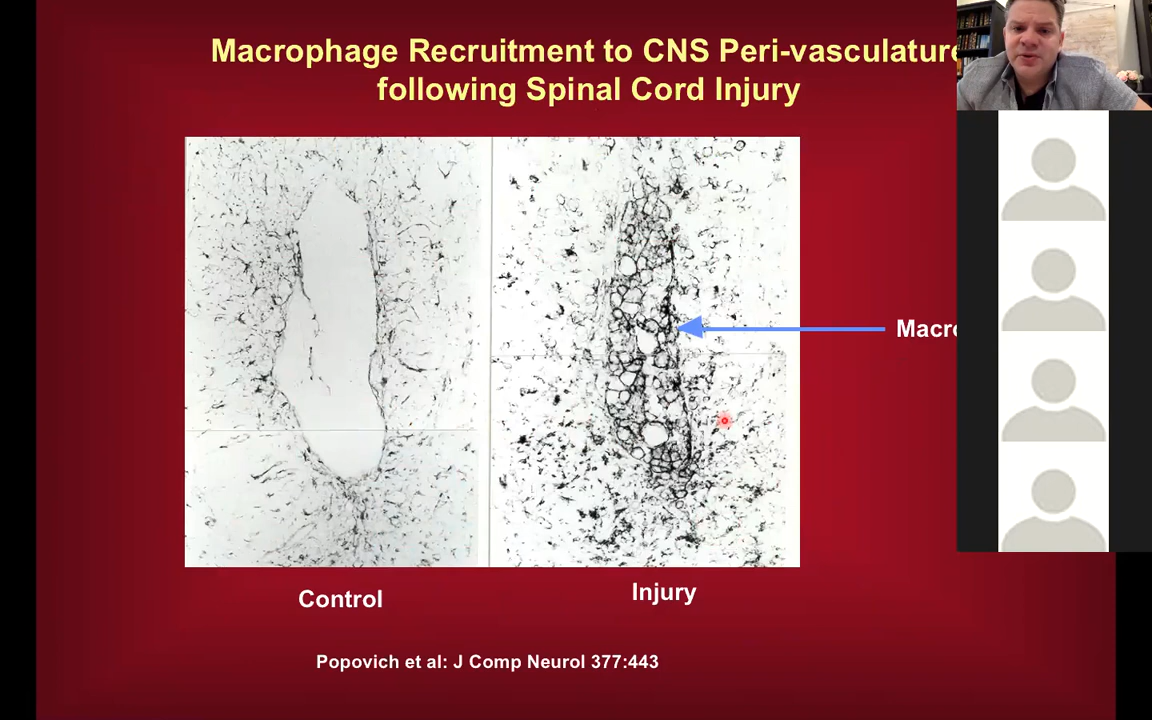 Macrophage Recruitment to CNS Peri-vasculature
following Spinal Cord Injury
Macro
Control
Injury
Popovich et al: J Comp Neurol 377:443